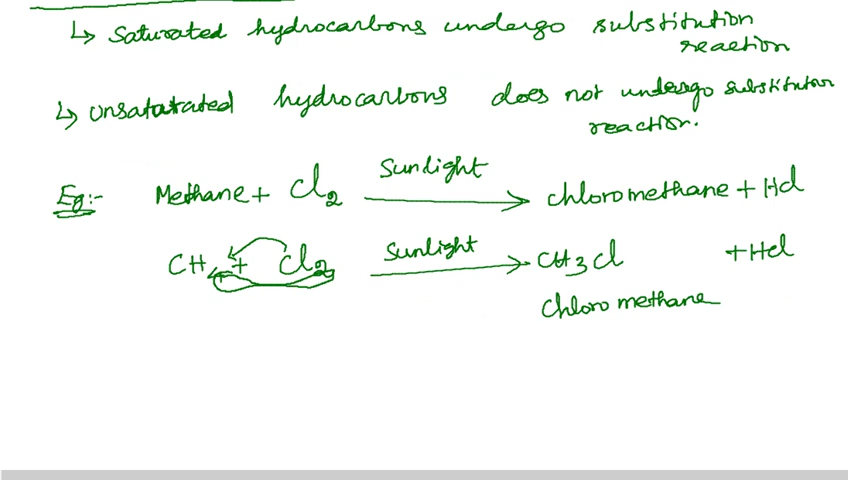 ↳ Saturated hydrocarbons undergo substitution
reaction
↳ Unsaturated hydrocarbons does not undergo substitution
reaction.
Eg:- Methane + Cl2 Sunlight → chloromethane + HCl
CH4 + Cl2 Sunlight → CH3Cl + HCl
Chloro methane